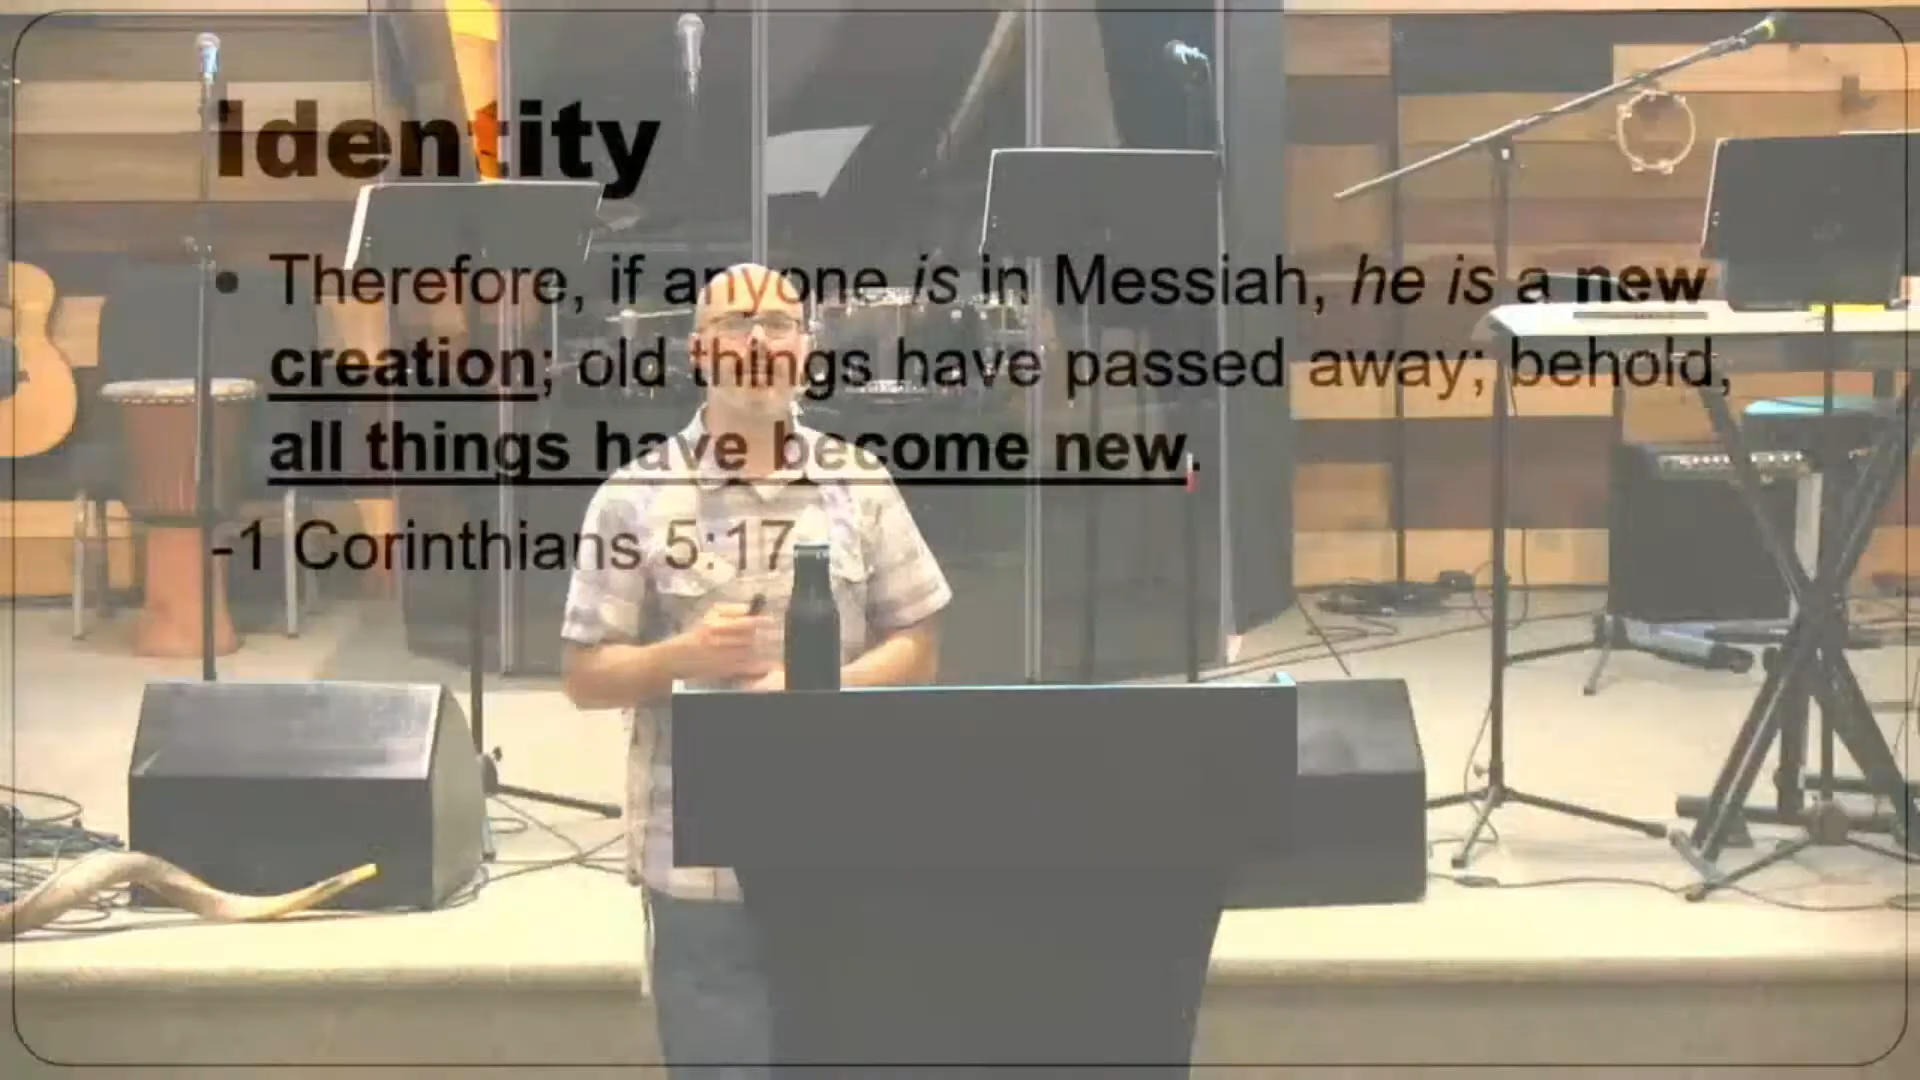 Identity
• Therefore, if anyone is in Messiah, he is a new
creation; old things have passed away; behold,
all things have become new.
-1 Corinthians 5:17